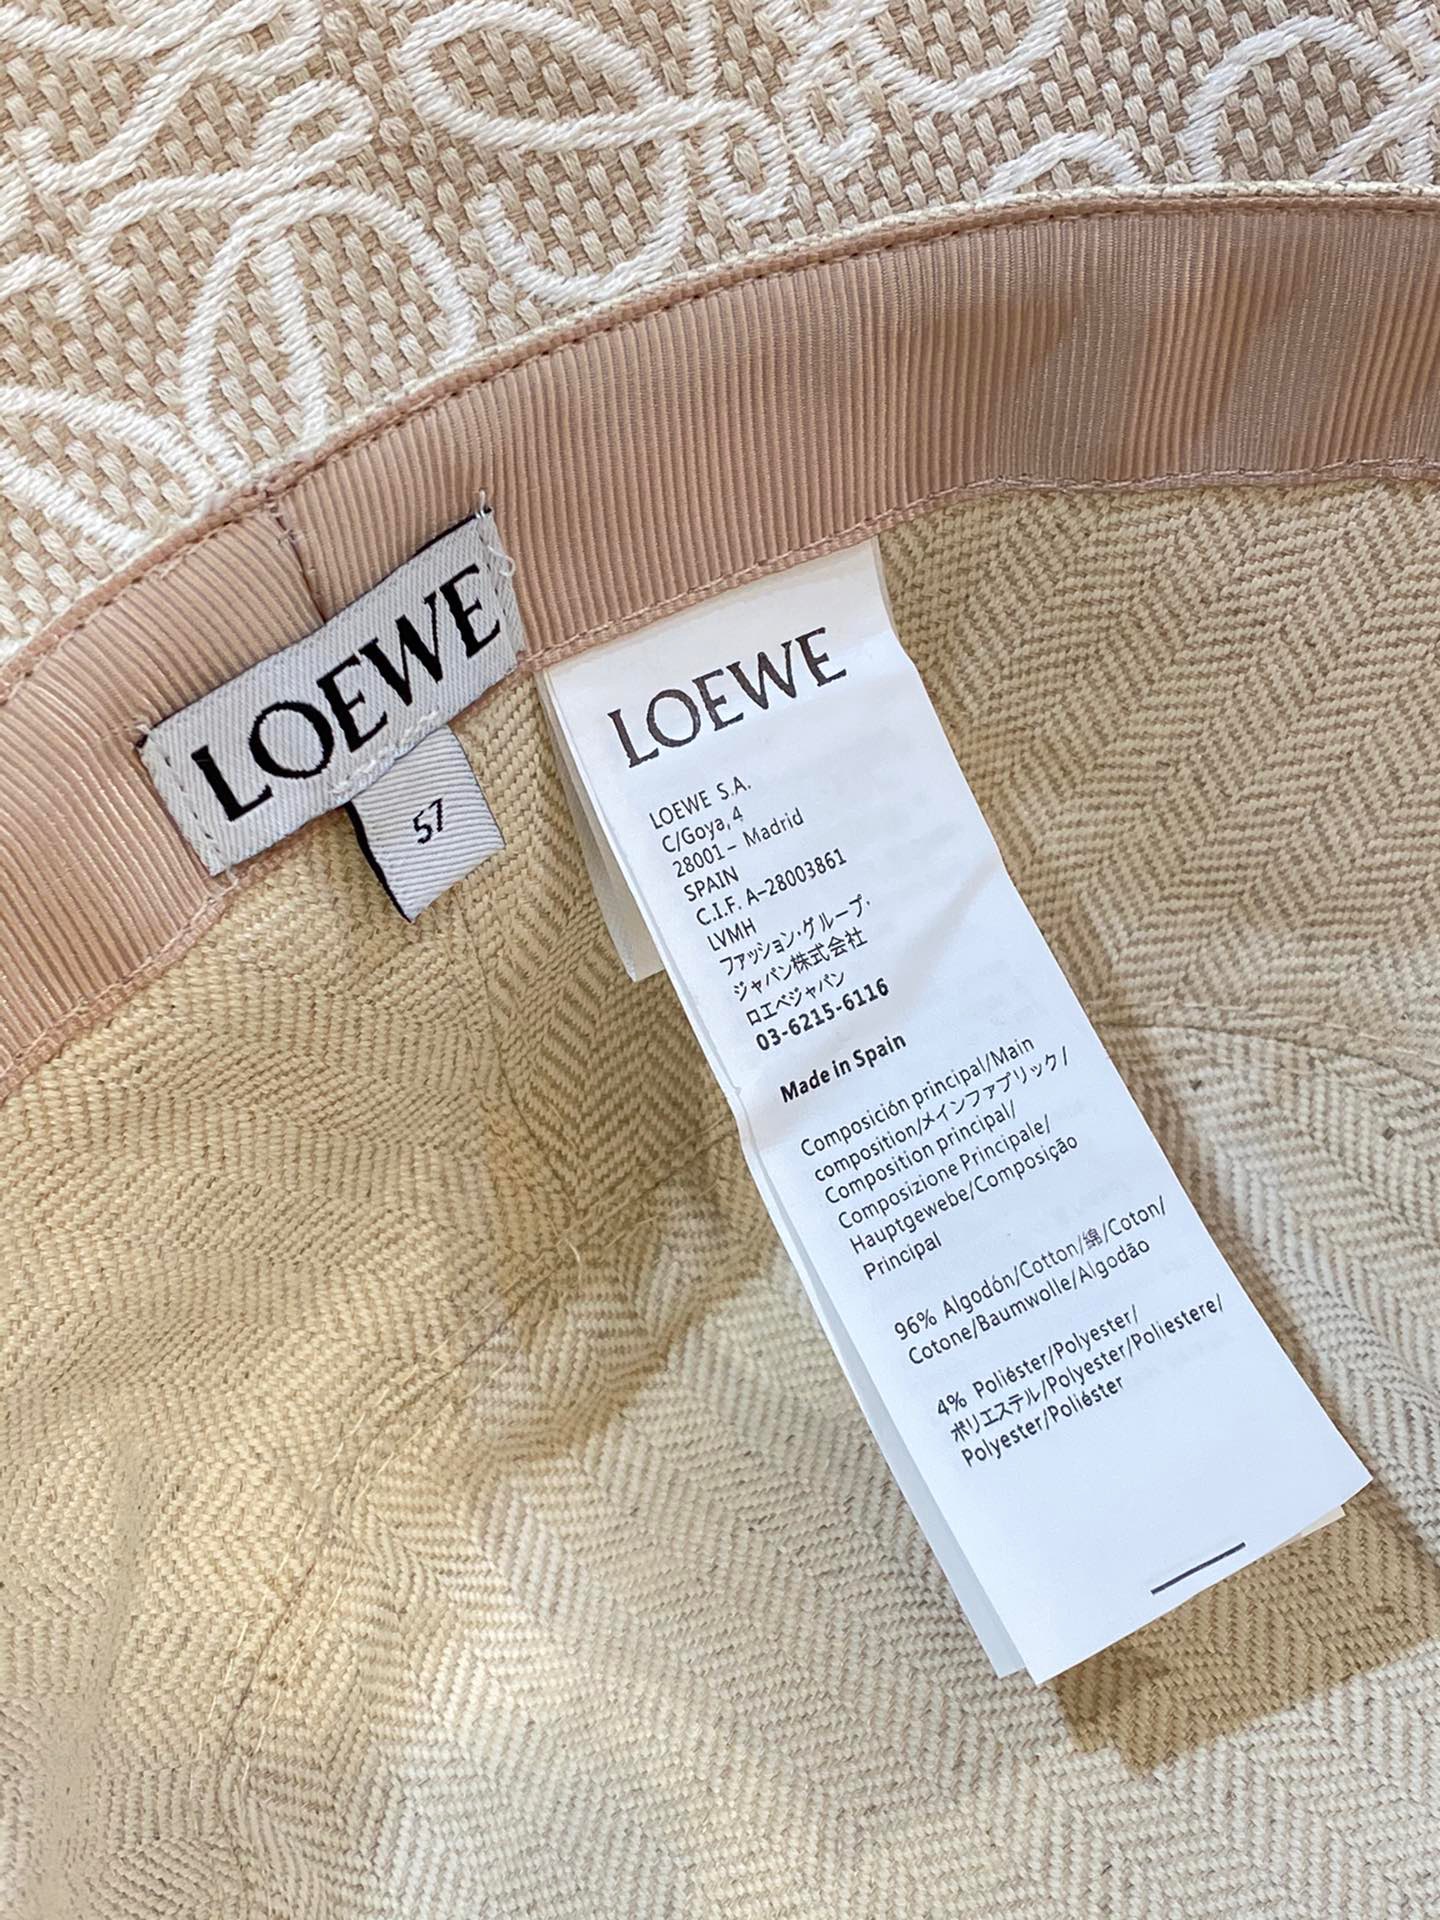 LOEWE
57
LOEWE
LOEWE S.A.
C/Goya, 4
28001- Madrid
SPAIN
C.I.F. A-28003861
LVMH
ファッション・グループ・
ジャパン株式会社
ロエベジャパン
03-6215-6116
Made in Spain
Composición principal/Main
composition/メインファブリック/
Composition principal/
Composizione Principale/
Hauptgewebe/Composição
Principal
96% Algodón/Cotton/綿/Coton/
Cotone/Baumwolle/Algodão
4% Poliéster/Polyester/
ポリエステル/Polyester/Poliestere/
Polyester/Poliéster